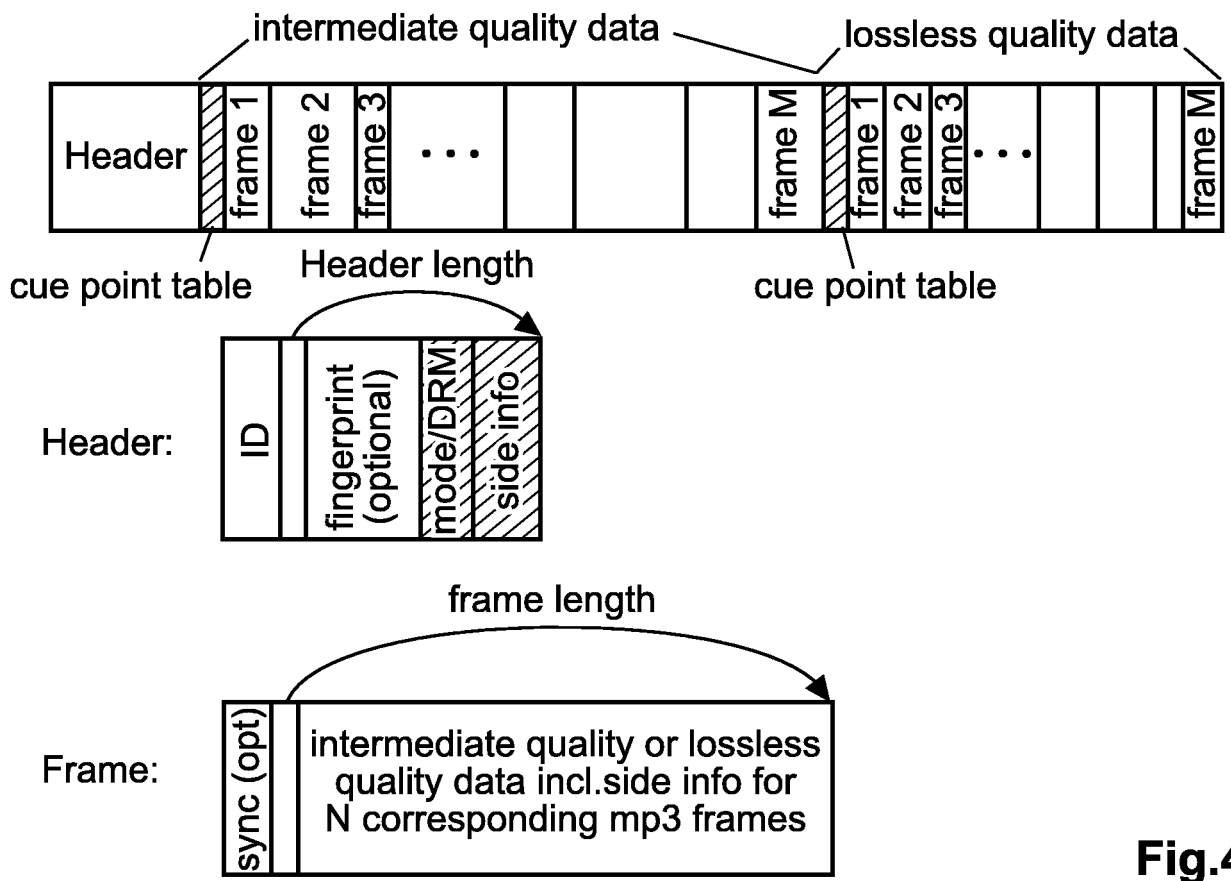 intermediate quality data
lossless quality data
Header
frame 1
frame 2
frame 3
...
frame M
frame 1
frame 2
frame 3
...
frame M
cue point table
Header length
cue point table
Header:
ID
fingerprint
(optional)
mode/DRM
side info
frame length
Frame:
sync (opt)
intermediate quality or lossless
quality data incl.side info for
N corresponding mp3 frames
Fig.4